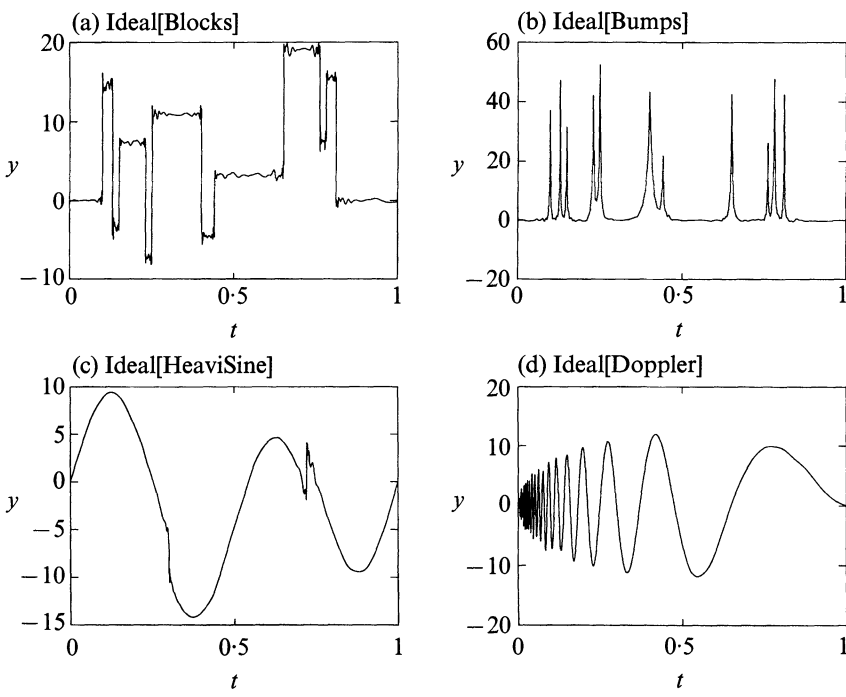 (a) Ideal[Blocks]
20
10
y
0
−10
0
0·5
1
t
(b) Ideal[Bumps]
60
40
20
y
0
−20
0
0·5
1
t
(c) Ideal[HeaviSine]
10
5
0
y
−5
−10
−15
0
0·5
1
t
(d) Ideal[Doppler]
20
10
0
y
−10
−20
0
0·5
1
t